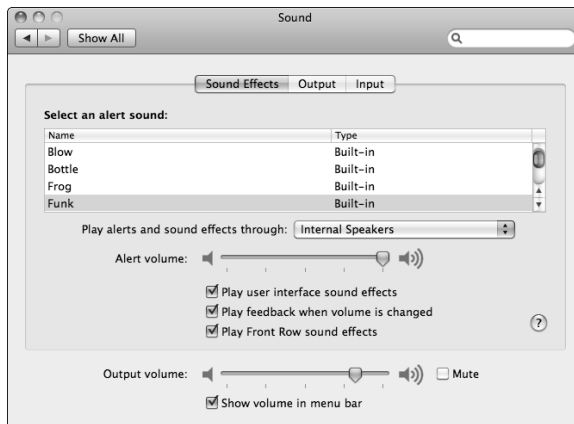 Sound
Show All
Sound Effects Output Input
Select an alert sound:
Name Type
Blow Built-in
Bottle Built-in
Frog Built-in
Funk Built-in
Play alerts and sound effects through: Internal Speakers
Alert volume:
Play user interface sound effects
Play feedback when volume is changed
Play Front Row sound effects
?
Output volume: Mute
Show volume in menu bar